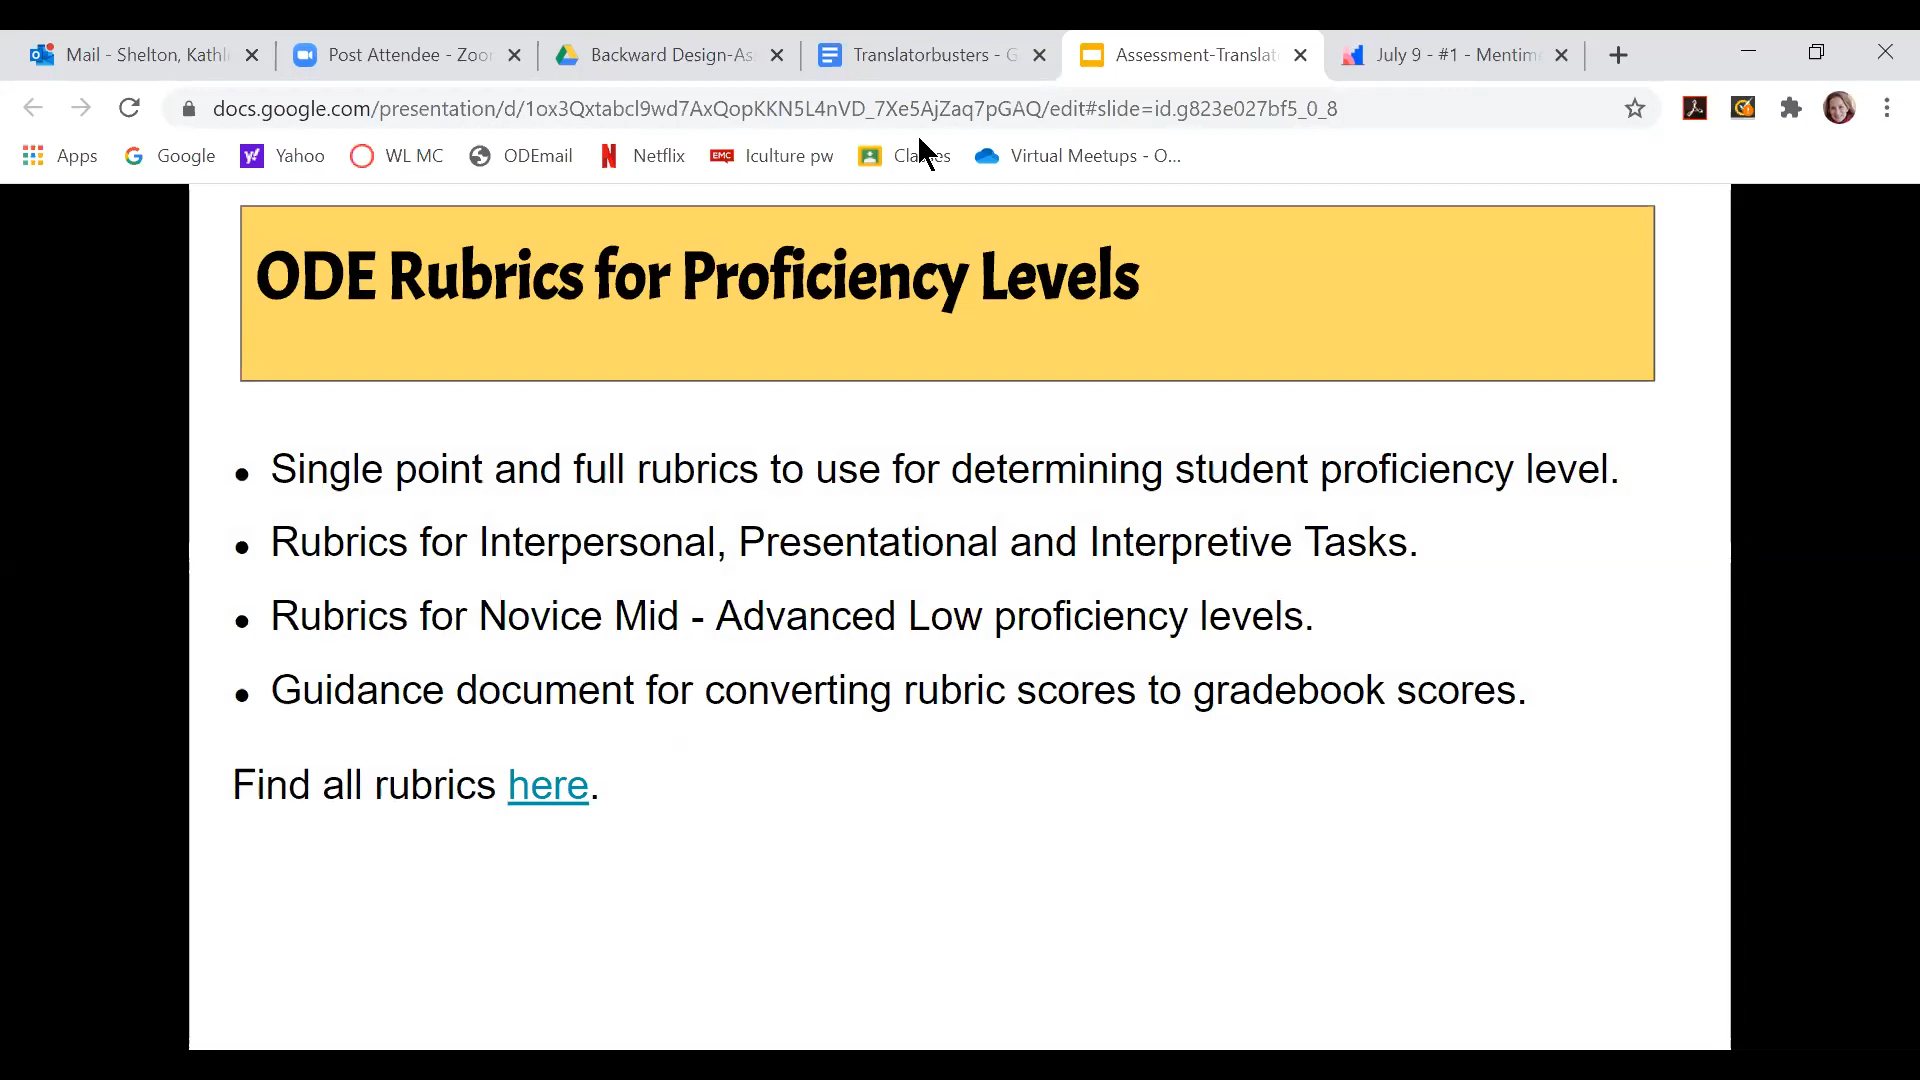 Mail - Shelton, Kathl
Post Attendee - Zoo
Backward Design-As
Translatorbusters - G
Assessment-Translat
July 9 - #1 - Mentim
docs.google.com/presentation/d/1ox3Qxtabcl9wd7AxQopKKN5L4nVD_7Xe5AjZaq7pGAQ/edit#slide=id.g823e027bf5_0_8
Apps
Google
Yahoo
WL MC
ODEmail
Netflix
EMC
Iculture pw
Virtual Meetups - O...
ODE Rubrics for Proficiency Levels
• Single point and full rubrics to use for determining student proficiency level.
• Rubrics for Interpersonal, Presentational and Interpretive Tasks.
• Rubrics for Novice Mid - Advanced Low proficiency levels.
• Guidance document for converting rubric scores to gradebook scores.
Find all rubrics here.